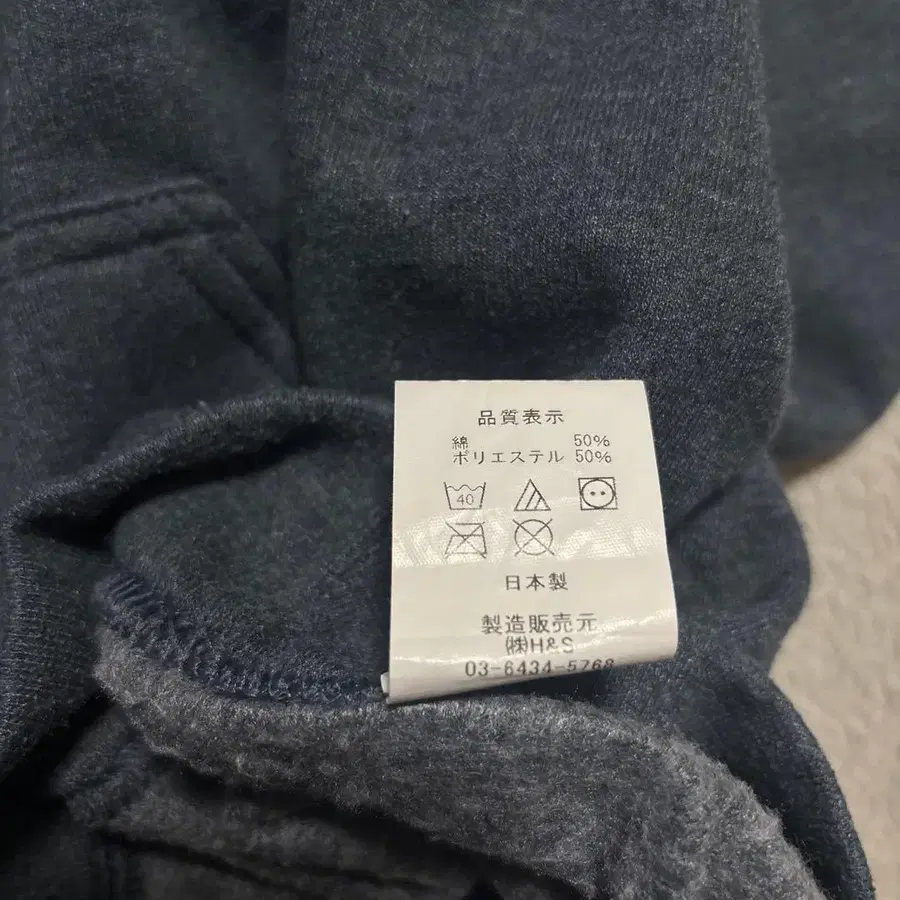 品質表示
綿 50%
ポリエステル 50%
40
日本製
製造販売元
㈱H&S
03-6434-5768